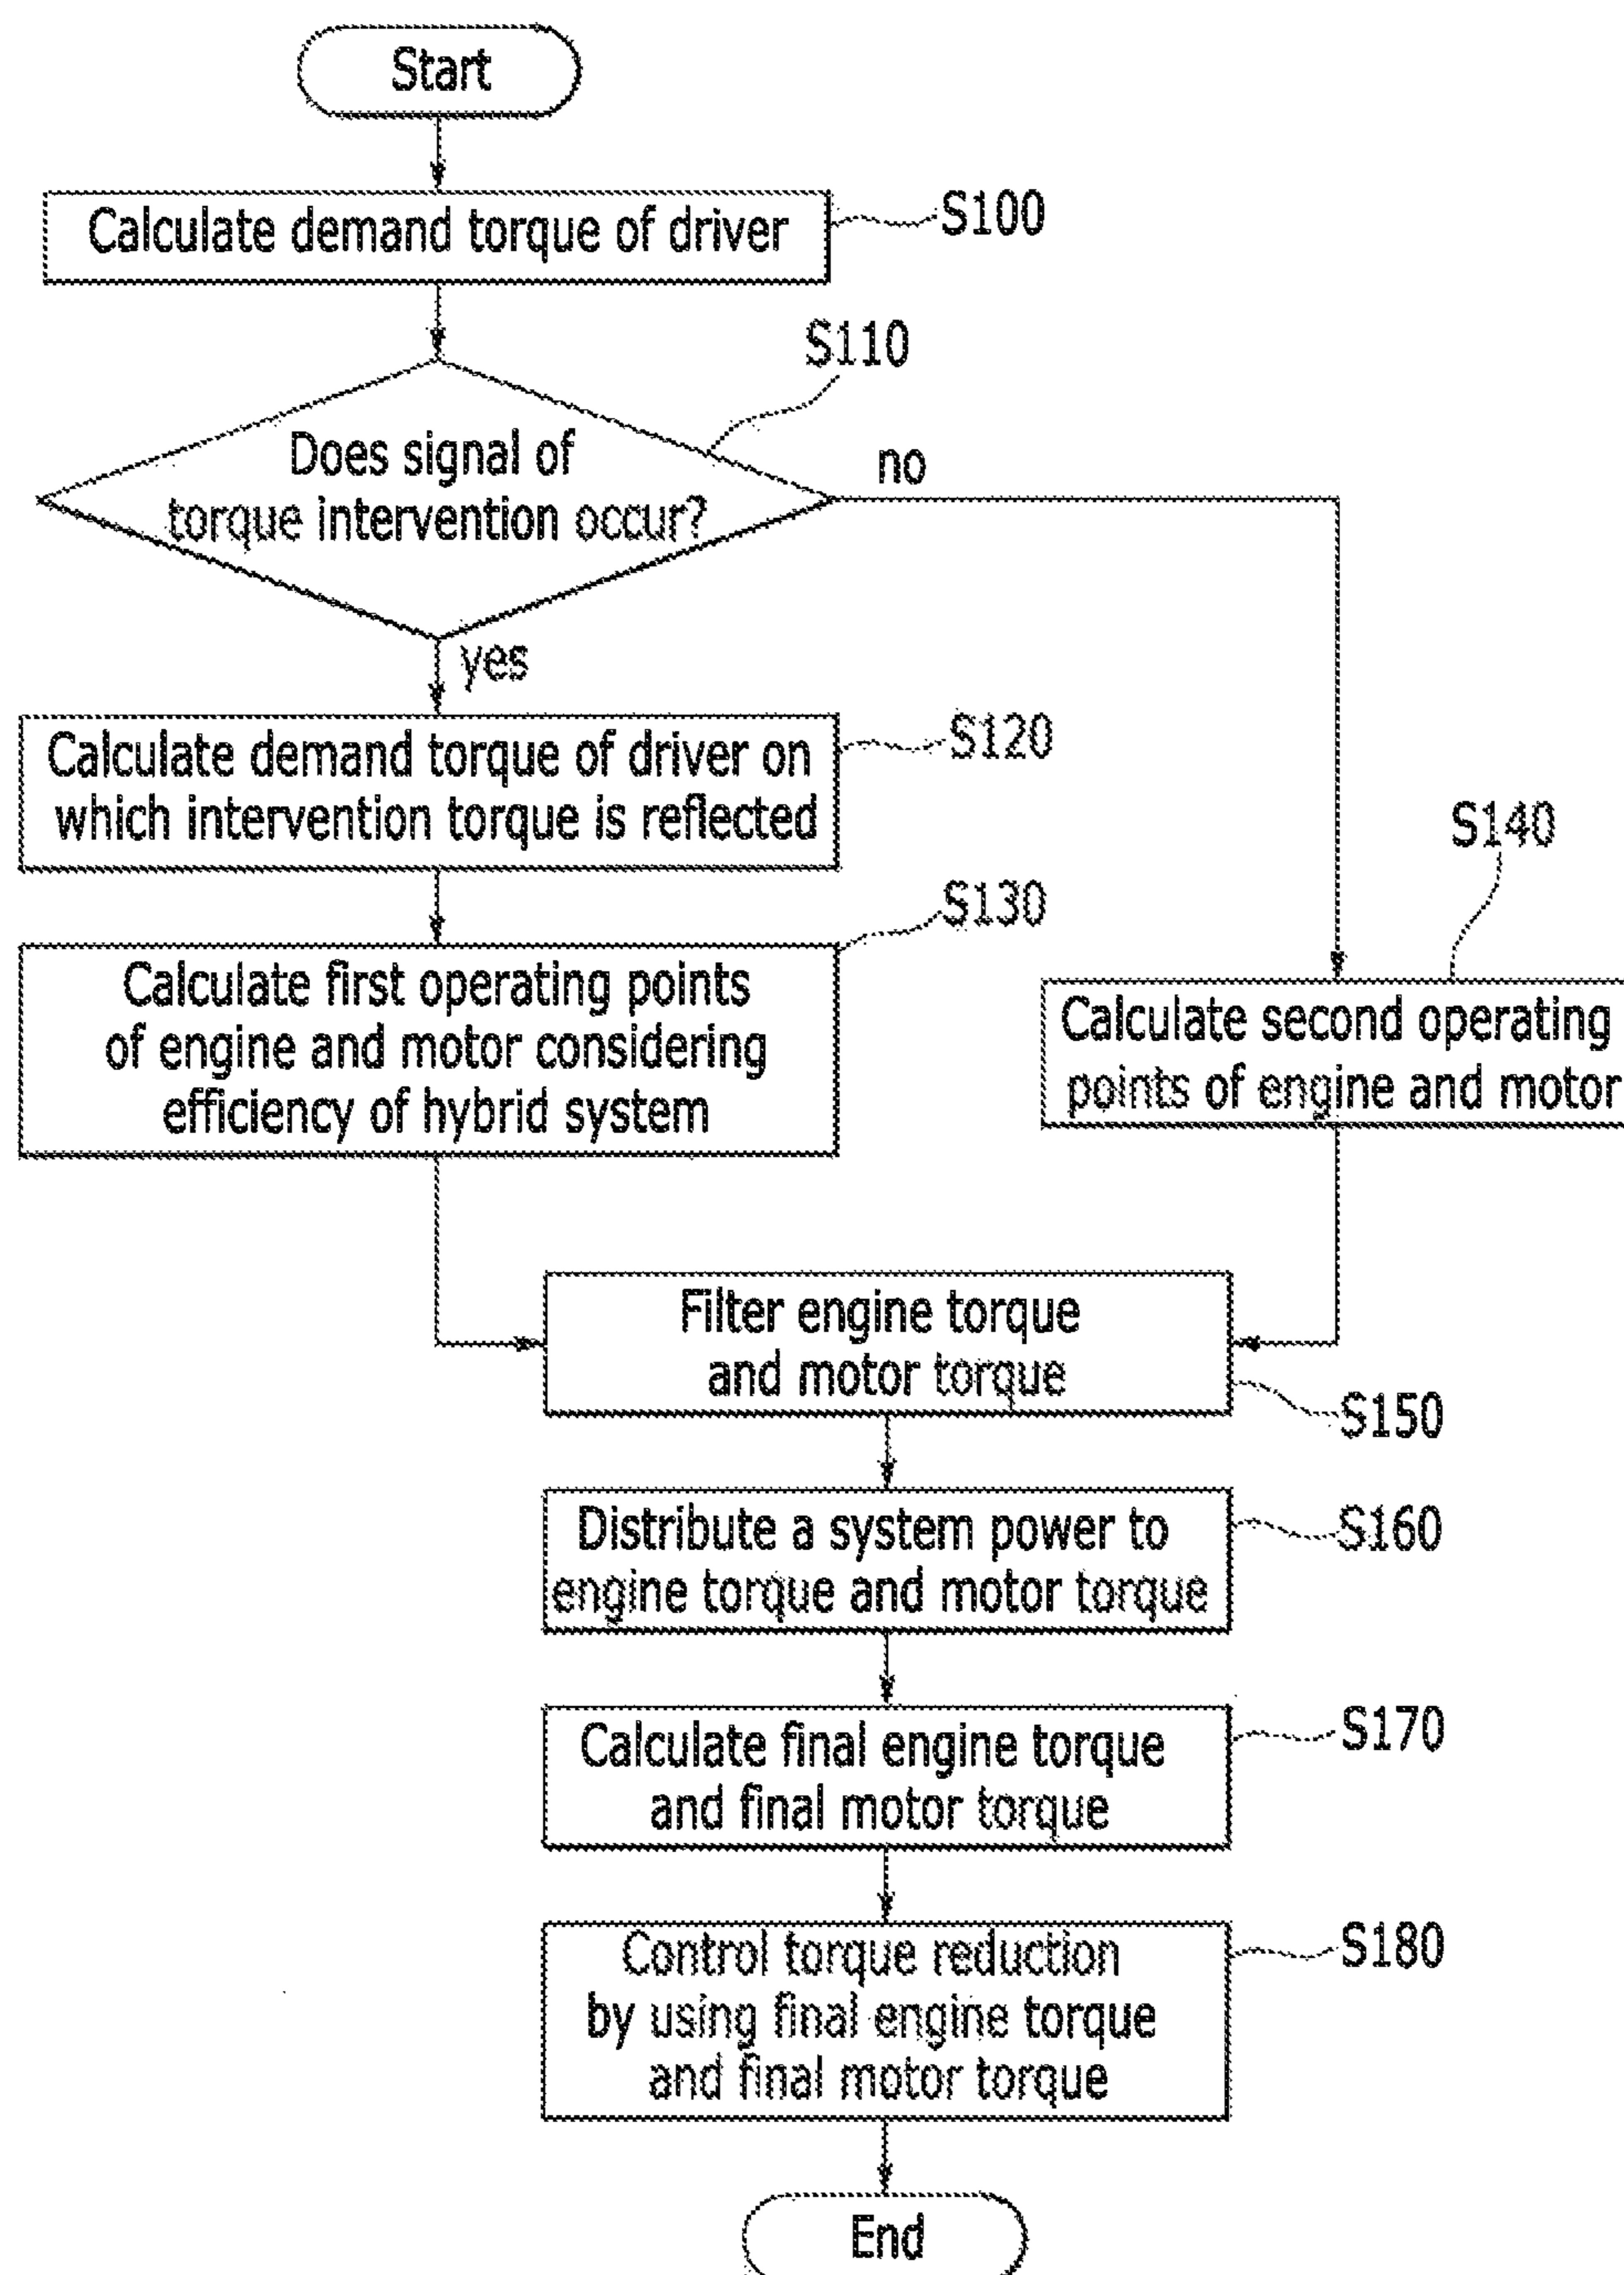 Start
Calculate demand torque of driver
S100
S110
Does signal of
torque intervention occur?
no
yes
Calculate demand torque of driver on
which intervention torque is reflected
S120
S130
Calculate first operating points
of engine and motor considering
efficiency of hybrid system
S140
Calculate second operating
points of engine and motor
Filter engine torque
and motor torque
S150
Distribute a system power to
engine torque and motor torque
S160
Calculate final engine torque
and final motor torque
S170
Control torque reduction
by using final engine torque
and final motor torque
S180
End